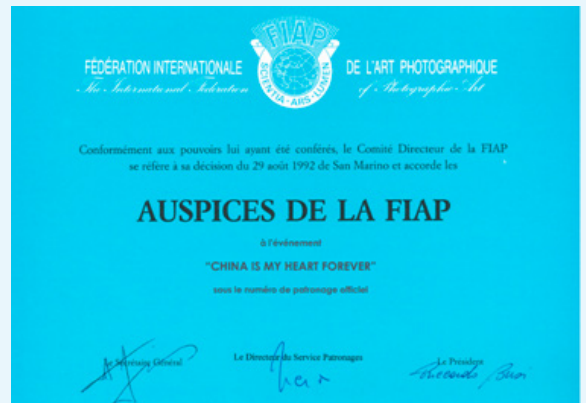 FIAP
SCIENTIA-ARS-LUMEN
FÉDÉRATION INTERNATIONALE DE L'ART PHOTOGRAPHIQUE
The International Federation of Photographic Art
Conformément aux pouvoirs lui ayant été conférés, le Comité Directeur de la FIAP
se réfère à sa décision du 29 août 1992 de San Marino et accorde les
AUSPICES DE LA FIAP
à l'événement
"CHINA IS MY HEART FOREVER"
sous le numéro de patronage officiel
Le Secrétaire Général Le Directeur du Service Patronages Le Président